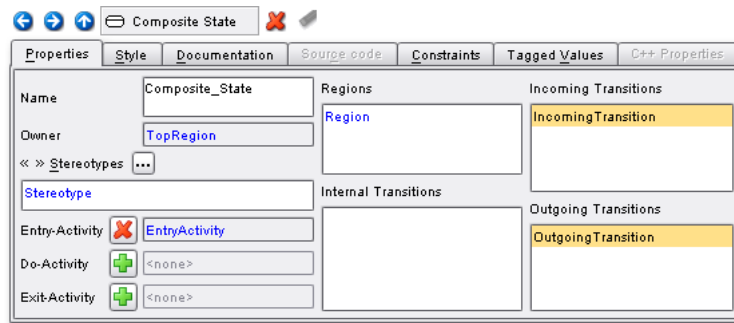 Composite State
Properties Style Documentation Source code Constraints Tagged Values C++ Properties
Name
Composite_State
Owner
TopRegion
« » Stereotypes ...
Stereotype
Entry-Activity
EntryActivity
Do-Activity
<none>
Exit-Activity
<none>
Regions
Region
Internal Transitions
Incoming Transitions
IncomingTransition
Outgoing Transitions
OutgoingTransition